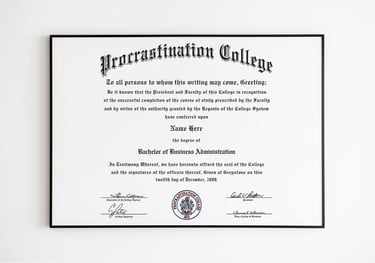 Procrastination College
To all persons to whom this writing may come, Greeting:
Be it known that the President and Faculty of this College in recognition
of the successful completion of the course of study prescribed by the Faculty
and by virtue of the authority granted by the Regents of the College System
have conferred upon
Name Here
the degree of
Bachelor of Business Administration
In Testimony Whereof, we have hereunto affixed the seal of the College
and the signatures of the officers thereof. Given at Greystone on this
twelfth day of December, 2009.
PROCRASTINATION COLLEGE